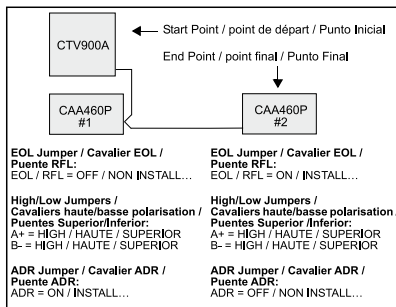 CTV900A
Start Point / point de départ / Punto Inicial
End Point / point final / Punto Final
CAA460P
#1
CAA460P
#2
EOL Jumper / Cavalier EOL /
Puente RFL:
EOL / RFL = OFF / NON INSTALL...
High/Low Jumpers /
Cavaliers haute/basse polarisation /
Puentes Superior/Inferior:
A+ = HIGH / HAUTE / SUPERIOR
B– = HIGH / HAUTE / SUPERIOR
ADR Jumper / Cavalier ADR /
Puente ADR:
ADR = ON / INSTALL...
EOL Jumper / Cavalier EOL /
Puente RFL:
EOL / RFL = ON / INSTALL...
High/Low Jumpers /
Cavaliers haute/basse polarisation /
Puentes Superior/Inferior:
A+ = HIGH / HAUTE / SUPERIOR
B– = HIGH / HAUTE / SUPERIOR
ADR Jumper / Cavalier ADR /
Puente ADR:
ADR = OFF / NON INSTALL...